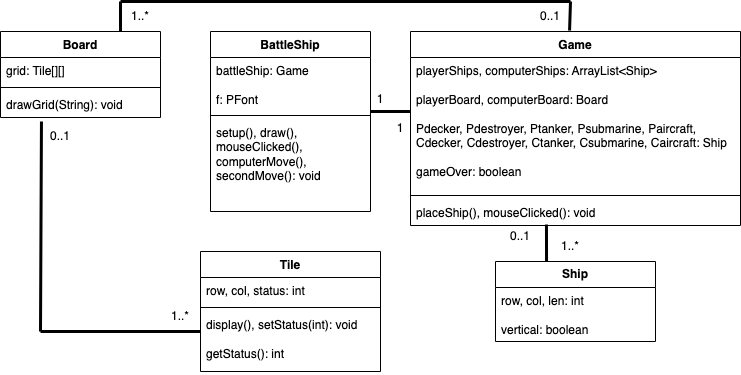 1..*
0..1
Board
grid: Tile[][]
drawGrid(String): void
0..1
BattleShip
battleShip: Game
f: PFont
setup(), draw(),
mouseClicked(),
computerMove(),
secondMove(): void
1
1
Game
playerShips, computerShips: ArrayList<Ship>
playerBoard, computerBoard: Board
Pdecker, Pdestroyer, Ptanker, Psubmarine, Paircraft,
Cdecker, Cdestroyer, Ctanker, Csubmarine, Caircraft: Ship
gameOver: boolean
placeShip(), mouseClicked(): void
0..1
1..*
1..*
Tile
row, col, status: int
display(), setStatus(int): void
getStatus(): int
Ship
row, col, len: int
vertical: boolean